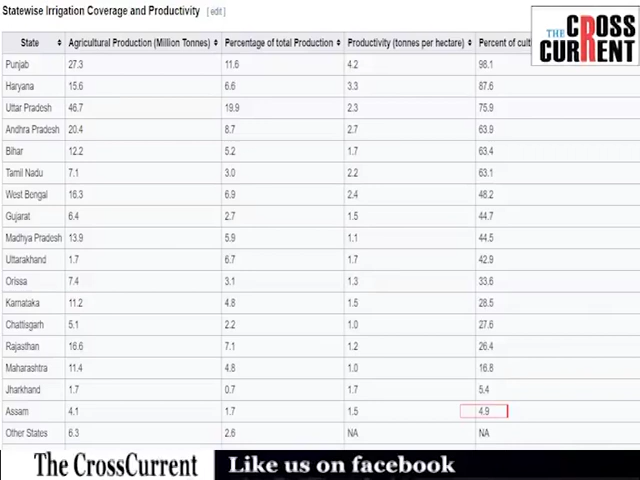 Statewise Irrigation Coverage and Productivity [ edit ]
THE CROSS
CURRENT
State Agricultural Production (Million Tonnes) Percentage of total Production Productivity (tonnes per hectare) Percent of cult
Punjab 27.3 11.6 4.2 98.1
Haryana 15.6 6.6 3.3 87.6
Uttar Pradesh 46.7 19.9 2.3 75.9
Andhra Pradesh 20.4 8.7 2.7 63.9
Bihar 12.2 5.2 1.7 63.4
Tamil Nadu 7.1 3.0 2.2 63.1
West Bengal 16.3 6.9 2.4 48.2
Gujarat 6.4 2.7 1.5 44.7
Madhya Pradesh 13.9 5.9 1.1 44.5
Uttarakhand 1.7 6.7 1.7 42.9
Orissa 7.4 3.1 1.3 33.6
Karnataka 11.2 4.8 1.5 28.5
Chattisgarh 5.1 2.2 1.0 27.6
Rajasthan 16.6 7.1 1.2 26.4
Maharashtra 11.4 4.8 1.0 16.8
Jharkhand 1.7 0.7 1.7 5.4
Assam 4.1 1.7 1.5 4.9
Other States 6.3 2.6 NA NA
The CrossCurrent Like us on facebook